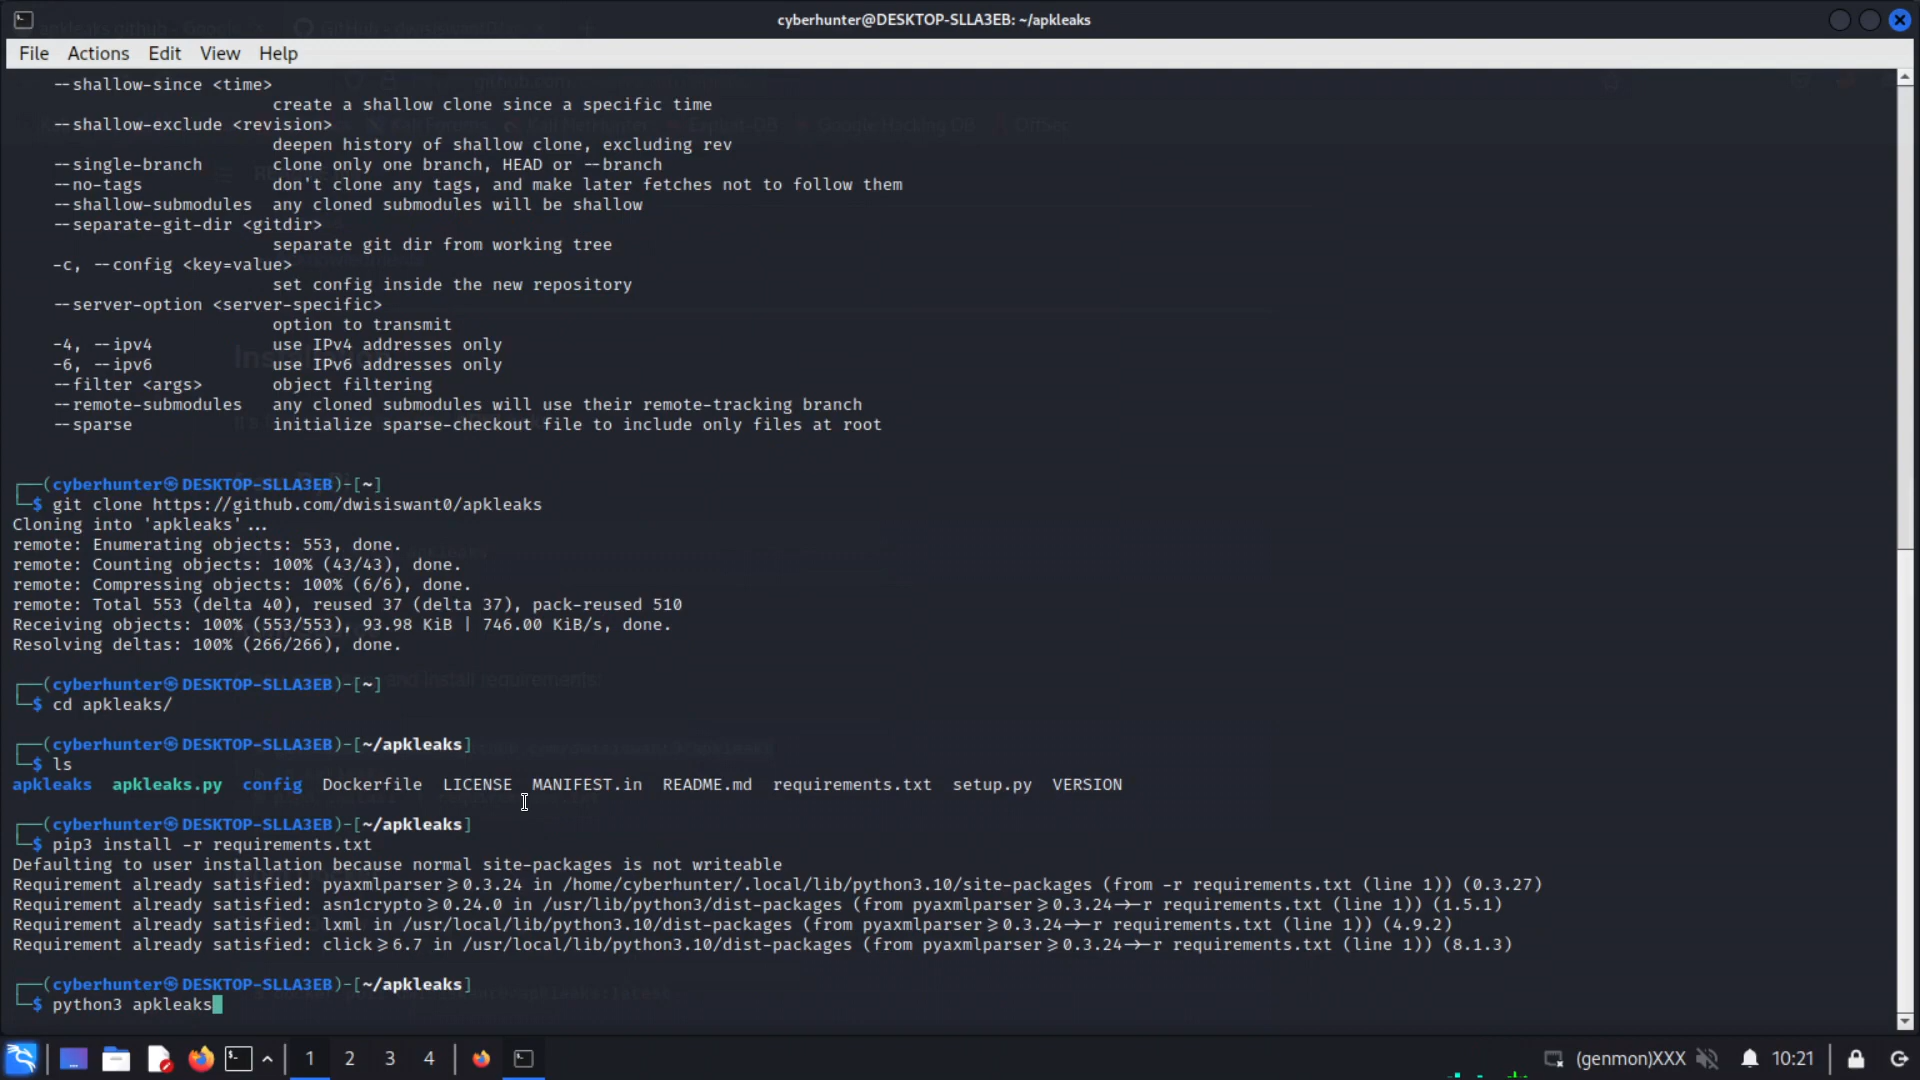 cyberhunter@DESKTOP-SLLA3EB: ~/apkleaks
File Actions Edit View Help
--shallow-since <time>
create a shallow clone since a specific time
--shallow-exclude <revision>
deepen history of shallow clone, excluding rev
--single-branch clone only one branch, HEAD or --branch
--no-tags don't clone any tags, and make later fetches not to follow them
--shallow-submodules any cloned submodules will be shallow
--separate-git-dir <gitdir>
separate git dir from working tree
-c, --config <key=value>
set config inside the new repository
--server-option <server-specific>
option to transmit
-4, --ipv4 use IPv4 addresses only
-6, --ipv6 use IPv6 addresses only
--filter <args> object filtering
--remote-submodules any cloned submodules will use their remote-tracking branch
--sparse initialize sparse-checkout file to include only files at root
┌──(cyberhunter㉿DESKTOP-SLLA3EB)-[~]
└─$ git clone https://github.com/dwisiswant0/apkleaks
Cloning into 'apkleaks'...
remote: Enumerating objects: 553, done.
remote: Counting objects: 100% (43/43), done.
remote: Compressing objects: 100% (6/6), done.
remote: Total 553 (delta 40), reused 37 (delta 37), pack-reused 510
Receiving objects: 100% (553/553), 93.98 KiB | 746.00 KiB/s, done.
Resolving deltas: 100% (266/266), done.
┌──(cyberhunter㉿DESKTOP-SLLA3EB)-[~]
└─$ cd apkleaks/
┌──(cyberhunter㉿DESKTOP-SLLA3EB)-[~/apkleaks]
└─$ ls
apkleaks apkleaks.py config Dockerfile LICENSE MANIFEST.in README.md requirements.txt setup.py VERSION
┌──(cyberhunter㉿DESKTOP-SLLA3EB)-[~/apkleaks]
└─$ pip3 install -r requirements.txt
Defaulting to user installation because normal site-packages is not writeable
Requirement already satisfied: pyaxmlparser>=0.3.24 in /home/cyberhunter/.local/lib/python3.10/site-packages (from -r requirements.txt (line 1)) (0.3.27)
Requirement already satisfied: asn1crypto>=0.24.0 in /usr/lib/python3/dist-packages (from pyaxmlparser>=0.3.24->-r requirements.txt (line 1)) (1.5.1)
Requirement already satisfied: lxml in /usr/local/lib/python3.10/dist-packages (from pyaxmlparser>=0.3.24->-r requirements.txt (line 1)) (4.9.2)
Requirement already satisfied: click>=6.7 in /usr/local/lib/python3.10/dist-packages (from pyaxmlparser>=0.3.24->-r requirements.txt (line 1)) (8.1.3)
┌──(cyberhunter㉿DESKTOP-SLLA3EB)-[~/apkleaks]
└─$ python3 apkleaks
1 2 3 4 (genmon)XXX 10:21